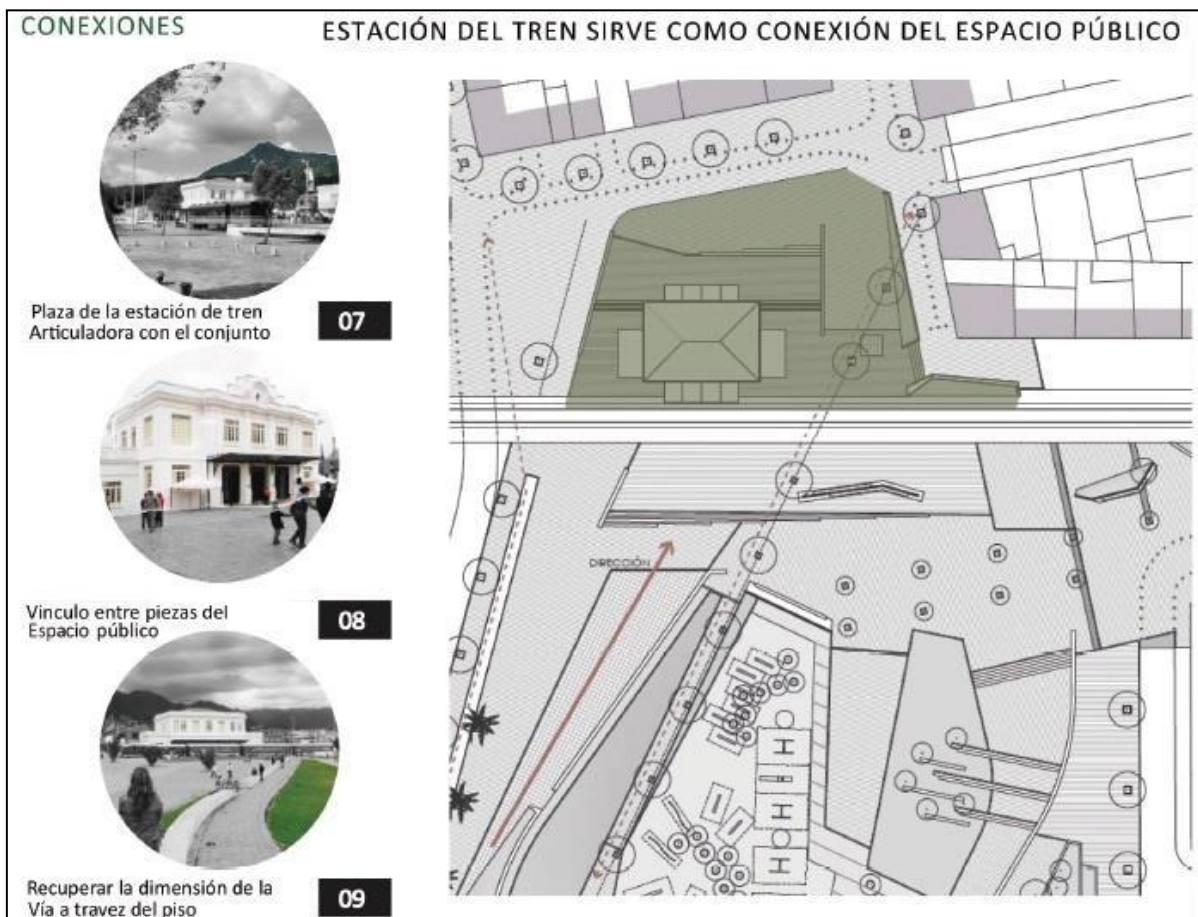 CONEXIONES
ESTACIÓN DEL TREN SIRVE COMO CONEXIÓN DEL ESPACIO PÚBLICO
Plaza de la estación de tren
Articuladora con el conjunto
07
Vinculo entre piezas del
Espacio público
08
Recuperar la dimensión de la
Vía a travez del piso
09
DIRECCIÓN